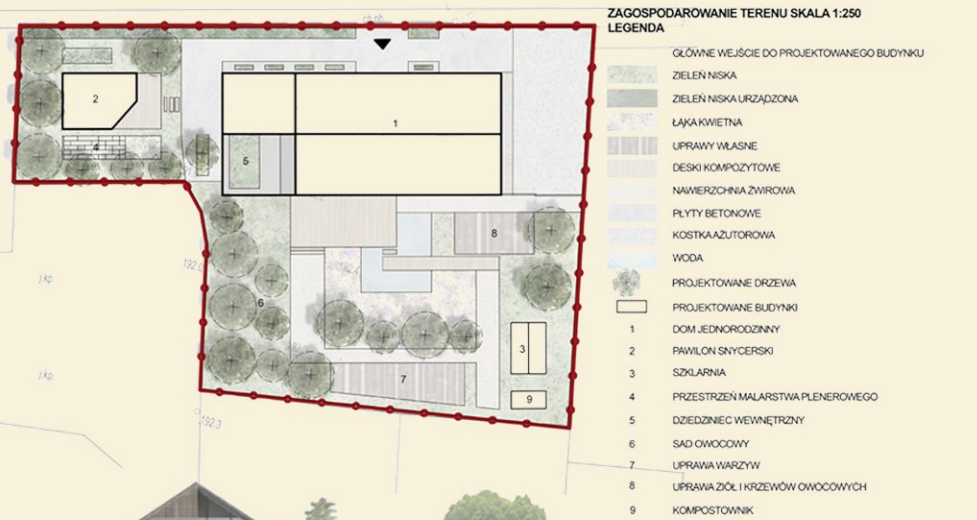 ZAGOSPODAROWANIE TERENU SKALA 1:250
LEGENDA
GŁÓWNE WEJŚCIE DO PROJEKTOWANEGO BUDYNKU
ZIELEŃ NISKA
ZIELEŃ NISKA URZĄDZONA
ŁĄKA KWIETNA
UPRAWY WŁASNE
DESKI KOMPOZYTOWE
NAWIERZCHNIA ŻWIROWA
PŁYTY BETONOWE
KOSTKA AŻUTOROWA
WODA
PROJEKTOWANE DRZEWA
PROJEKTOWANE BUDYNKI
1 DOM JEDNORODZINNY
2 PAWILON SNYCERSKI
3 SZKLARNIA
4 PRZESTRZEŃ MALARSTWA PLENEROWEGO
5 DZIEDZINIEC WEWNĘTRZNY
6 SAD OWOCOWY
7 UPRAWA WARZYW
8 UPRAWA ZIÓŁ I KRZEWÓW OWOCOWYCH
9 KOMPOSTOWNIK
2
1
4
5
8
6
3
7
9
192.3